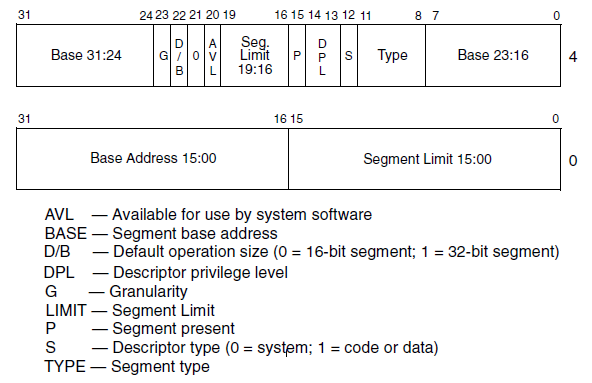 31 24 23 22 21 20 19 16 15 14 13 12 11 8 7 0
Base 31:24 G D/B 0 AVL Seg. Limit 19:16 P DPL S Type Base 23:16 4
31 16 15 0
Base Address 15:00 Segment Limit 15:00 0
AVL — Available for use by system software
BASE — Segment base address
D/B — Default operation size (0 = 16-bit segment; 1 = 32-bit segment)
DPL — Descriptor privilege level
G — Granularity
LIMIT — Segment Limit
P — Segment present
S — Descriptor type (0 = system; 1 = code or data)
TYPE — Segment type